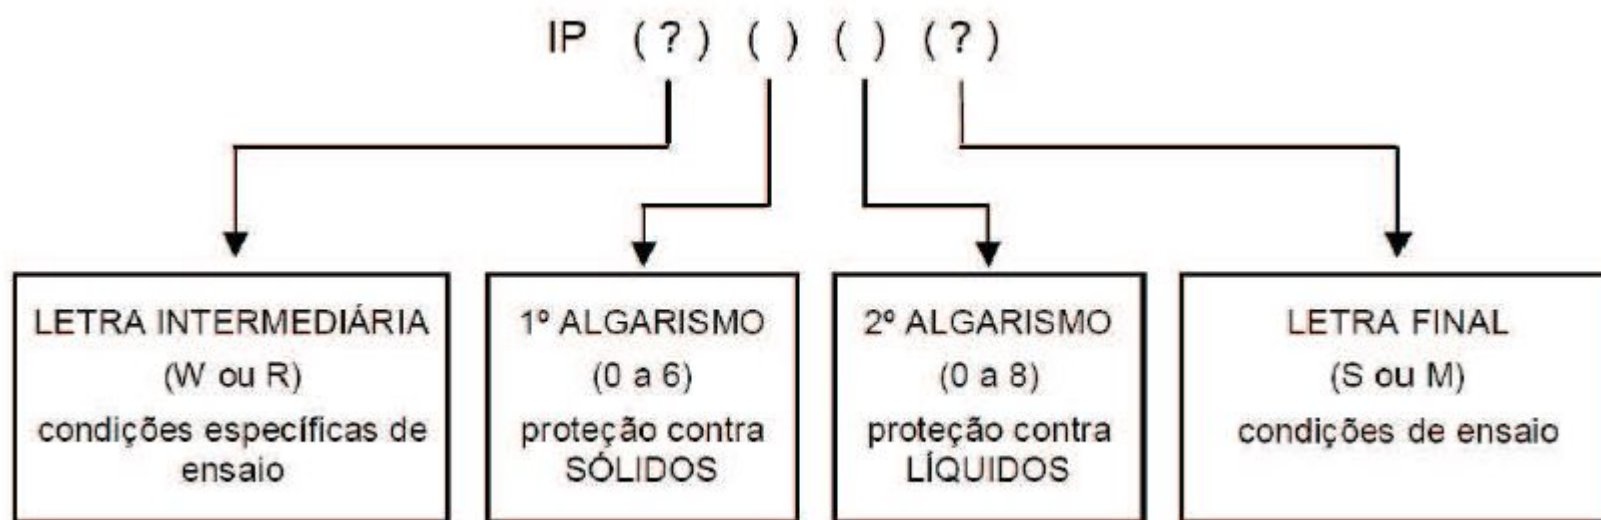 IP (?) ( ) ( ) (?)
LETRA INTERMEDIÁRIA
(W ou R)
condições específicas de
ensaio
1º ALGARISMO
(0 a 6)
proteção contra
SÓLIDOS
2º ALGARISMO
(0 a 8)
proteção contra
LÍQUIDOS
LETRA FINAL
(S ou M)
condições de ensaio